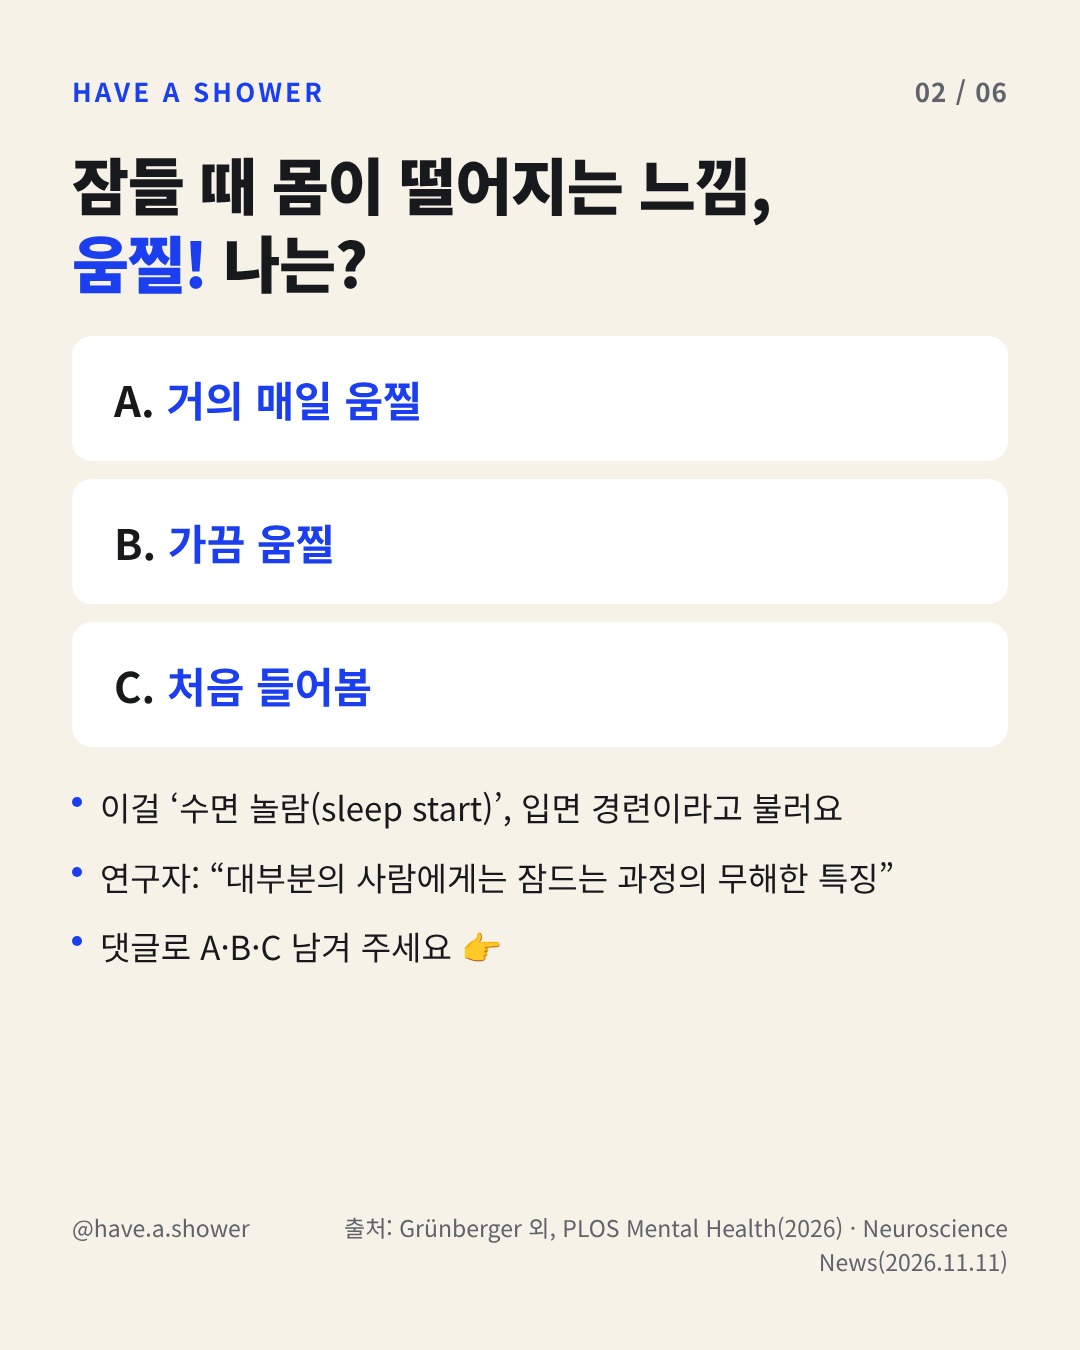 HAVE A SHOWER
02 / 06
잠들 때 몸이 떨어지는 느낌,
움찔! 나는?
A. 거의 매일 움찔
B. 가끔 움찔
C. 처음 들어봄
• 이걸 ‘수면 놀람(sleep start)’, 입면 경련이라고 불러요
• 연구자: “대부분의 사람에게는 잠드는 과정의 무해한 특징”
• 댓글로 A·B·C 남겨 주세요 👉
@have.a.shower
출처: Grünberger 외, PLOS Mental Health(2026) · Neuroscience
News(2026.11.11)